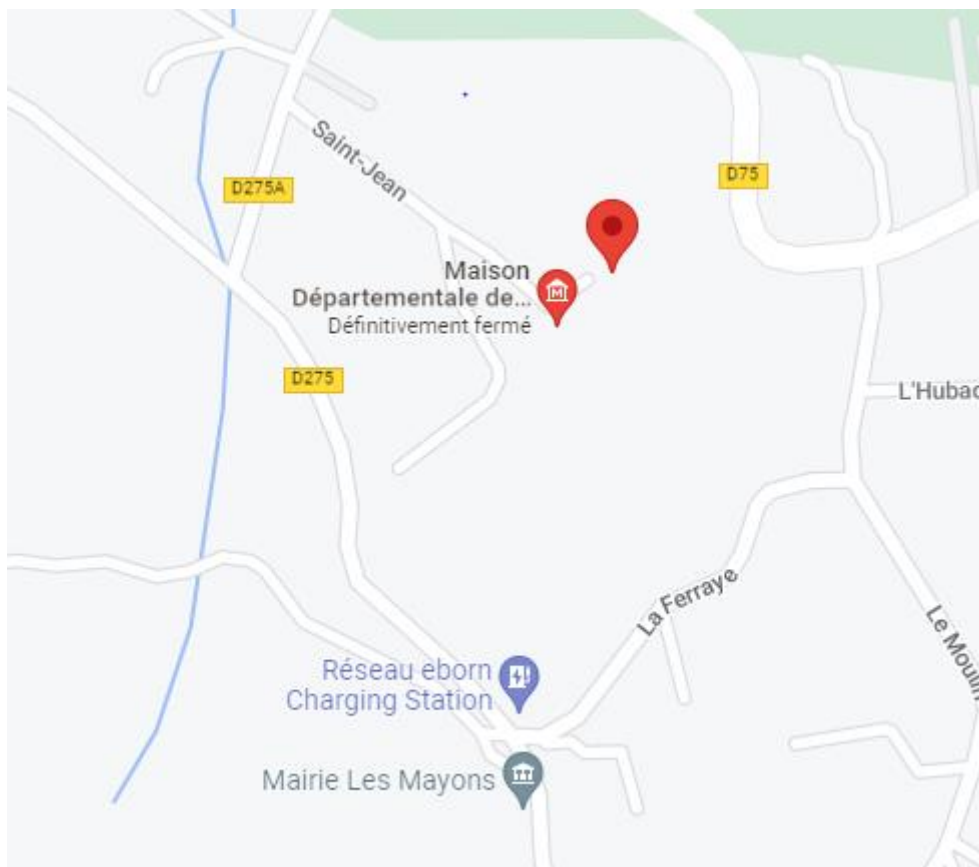 Saint-Jean
D75
D275A
Maison
Départementale de...
Définitivement fermé
D275
L'Hubac
La Ferraye
Le Moulin
Réseau eborn
Charging Station
Mairie Les Mayons